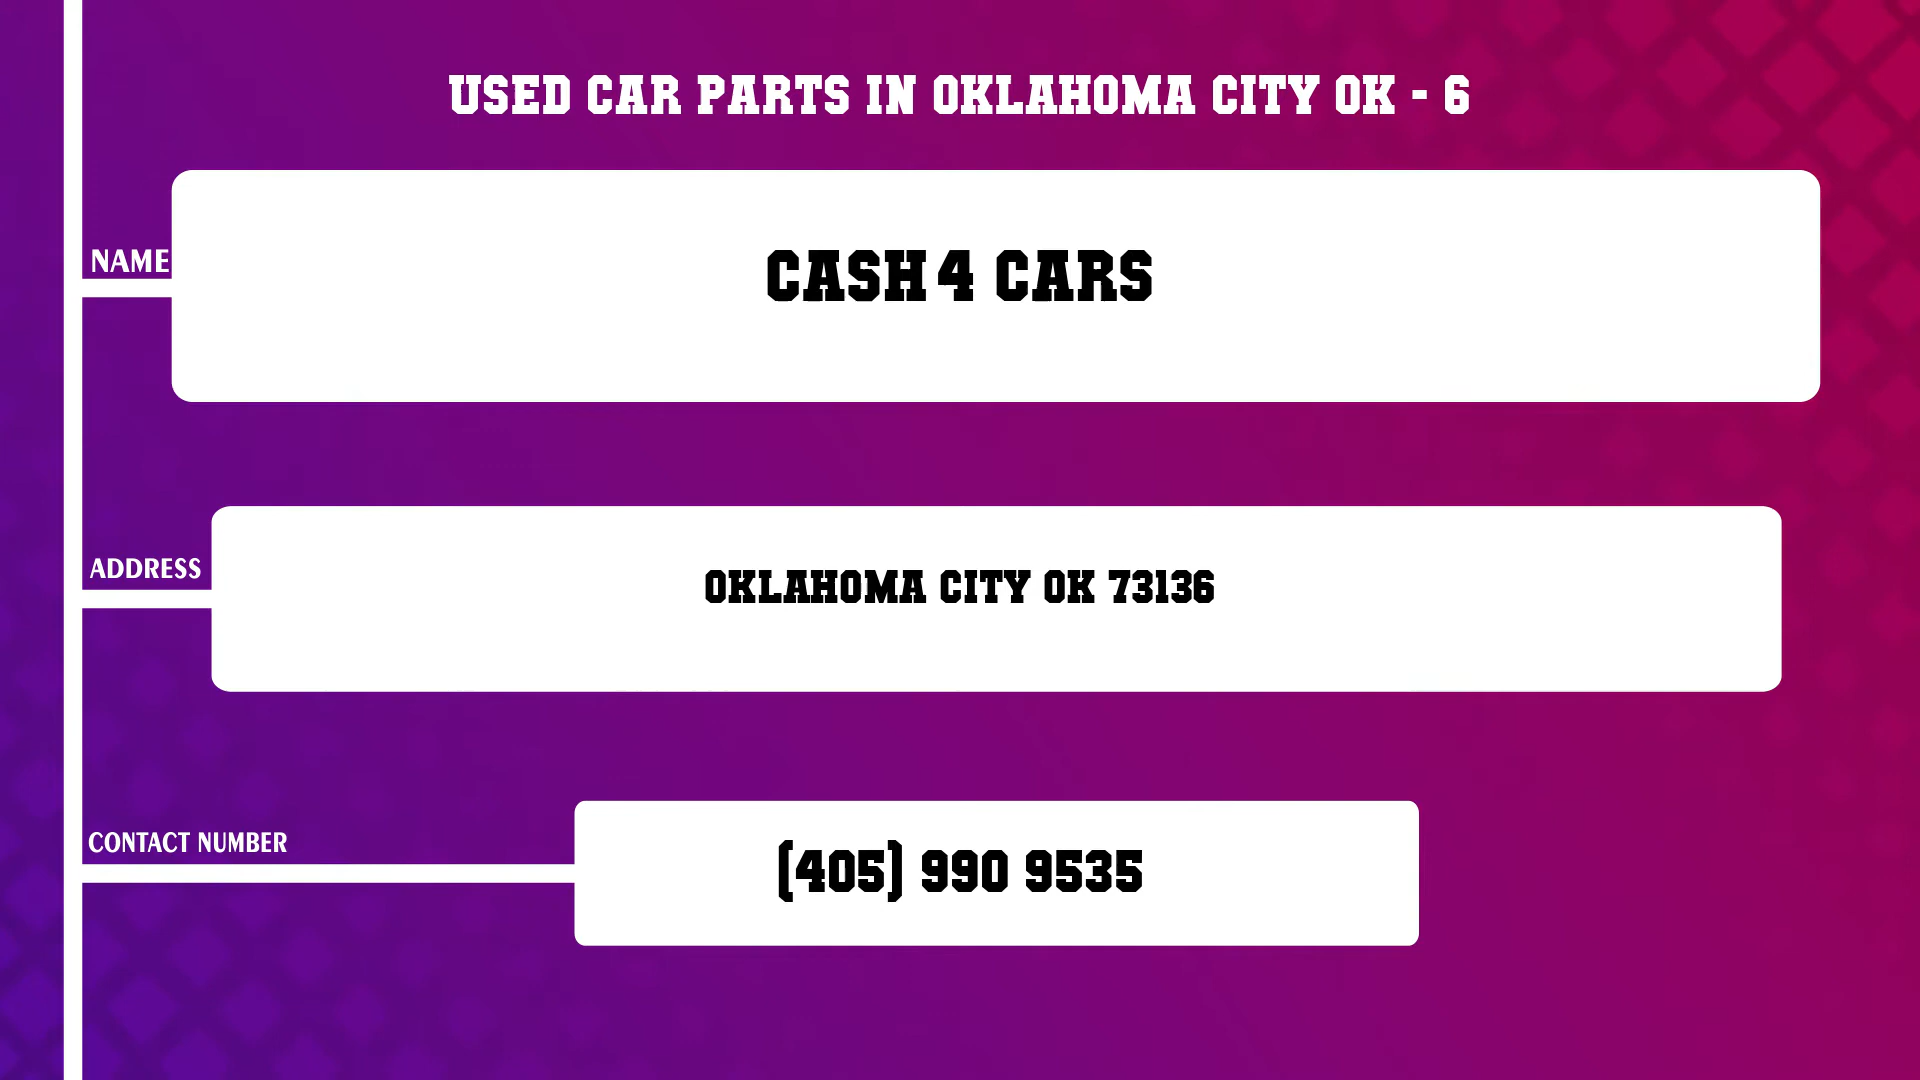 USED CAR PARTS IN OKLAHOMA CITY OK - 6
NAME
CASH 4 CARS
ADDRESS
OKLAHOMA CITY OK 73136
CONTACT NUMBER
(405) 990 9535